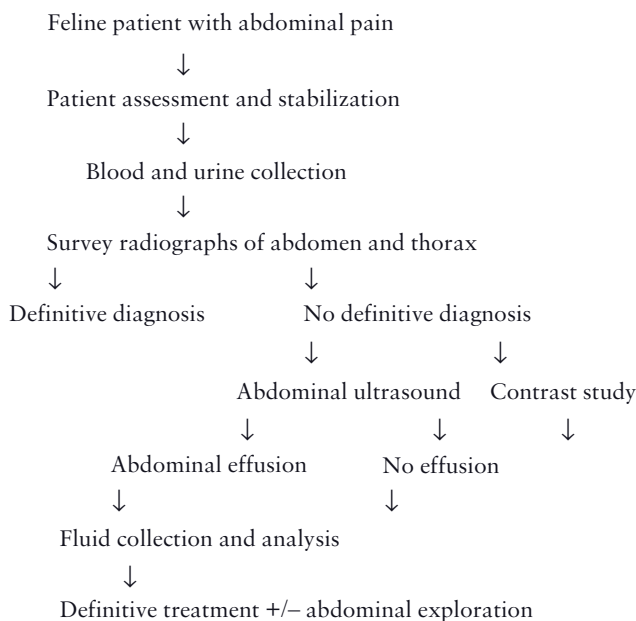 Feline patient with abdominal pain
↓
Patient assessment and stabilization
↓
Blood and urine collection
↓
Survey radiographs of abdomen and thorax
↓ ↓
Definitive diagnosis No definitive diagnosis
↓ ↓
Abdominal ultrasound Contrast study
↓ ↓ ↓
Abdominal effusion No effusion
↓ ↓
Fluid collection and analysis
↓
Definitive treatment +/– abdominal exploration